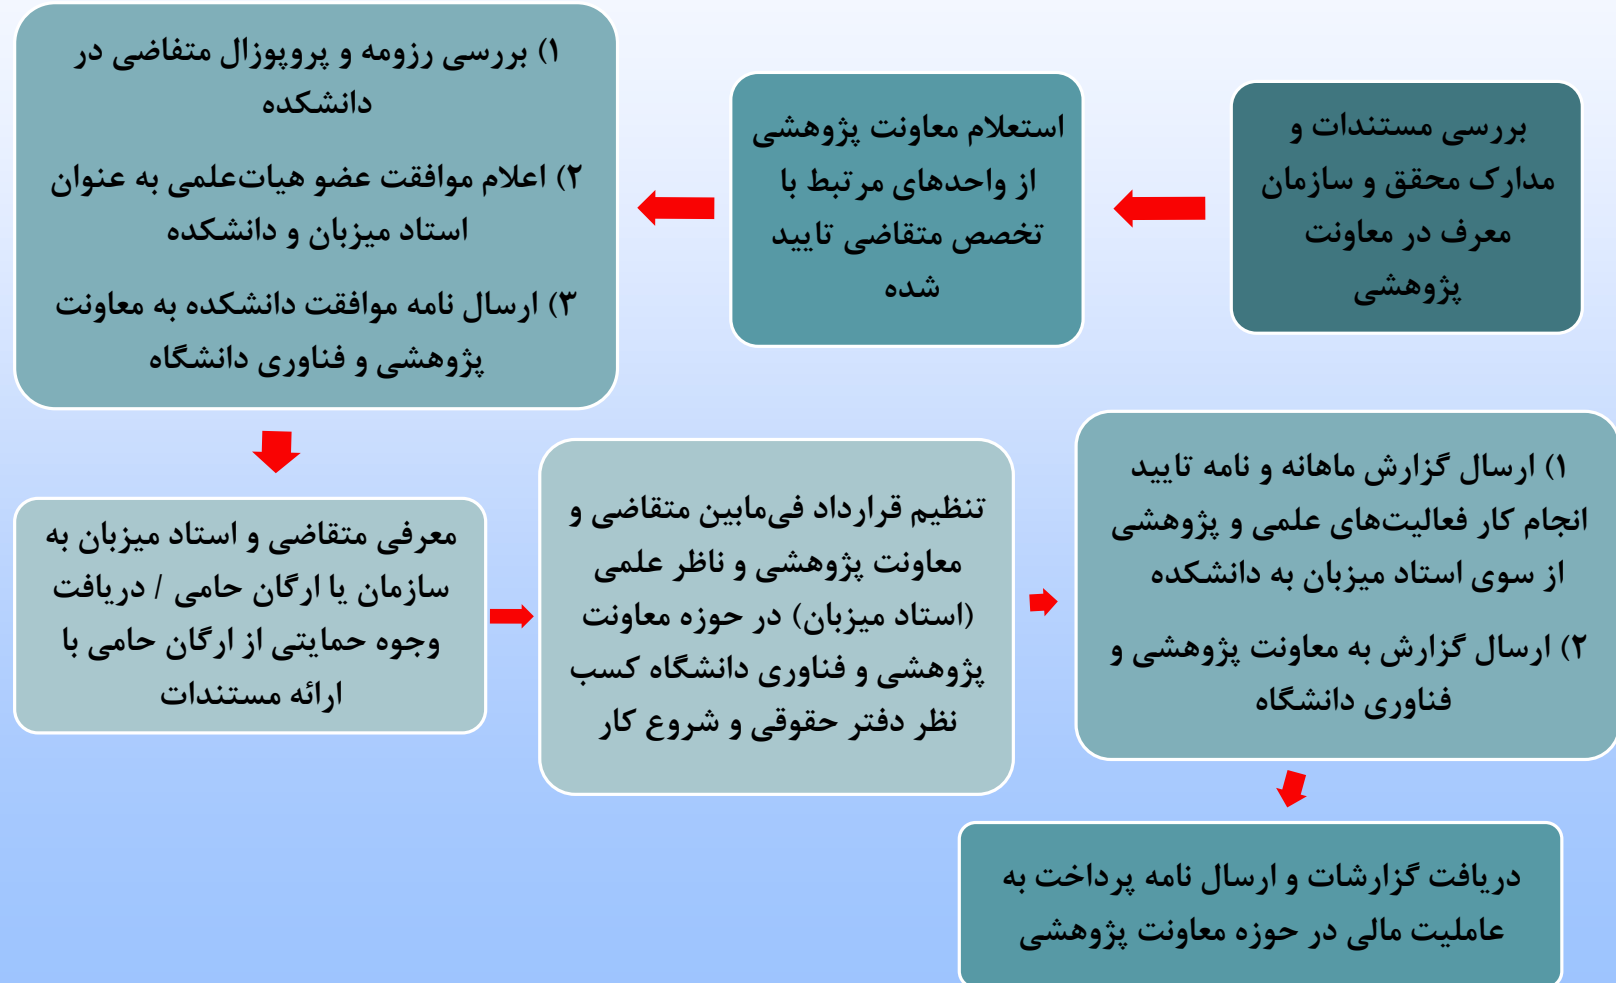 بررسی مستندات و
مدارک محقق و سازمان
معرف در معاونت
پژوهشی
استعلام معاونت پژوهشی
از واحدهای مرتبط با
تخصص متقاضی تایید
شده
۱) بررسی رزومه و پروپوزال متفاضی در
دانشکده
۲) اعلام موافقت عضو هیات‌علمی به عنوان
استاد میزبان و دانشکده
۳) ارسال نامه موافقت دانشکده به معاونت
پژوهشی و فناوری دانشگاه
معرفی متقاضی و استاد میزبان به
سازمان یا ارگان حامی / دریافت
وجوه حمایتی از ارگان حامی با
ارائه مستندات
تنظیم قرارداد فی‌مابین متقاضی و
معاونت پژوهشی و ناظر علمی
(استاد میزبان) در حوزه معاونت
پژوهشی و فناوری دانشگاه کسب
نظر دفتر حقوقی و شروع کار
۱) ارسال گزارش ماهانه و نامه تایید
انجام کار فعالیت‌های علمی و پژوهشی
از سوی استاد میزبان به دانشکده
۲) ارسال گزارش به معاونت پژوهشی و
فناوری دانشگاه
دریافت گزارشات و ارسال نامه پرداخت به
عاملیت مالی در حوزه معاونت پژوهشی